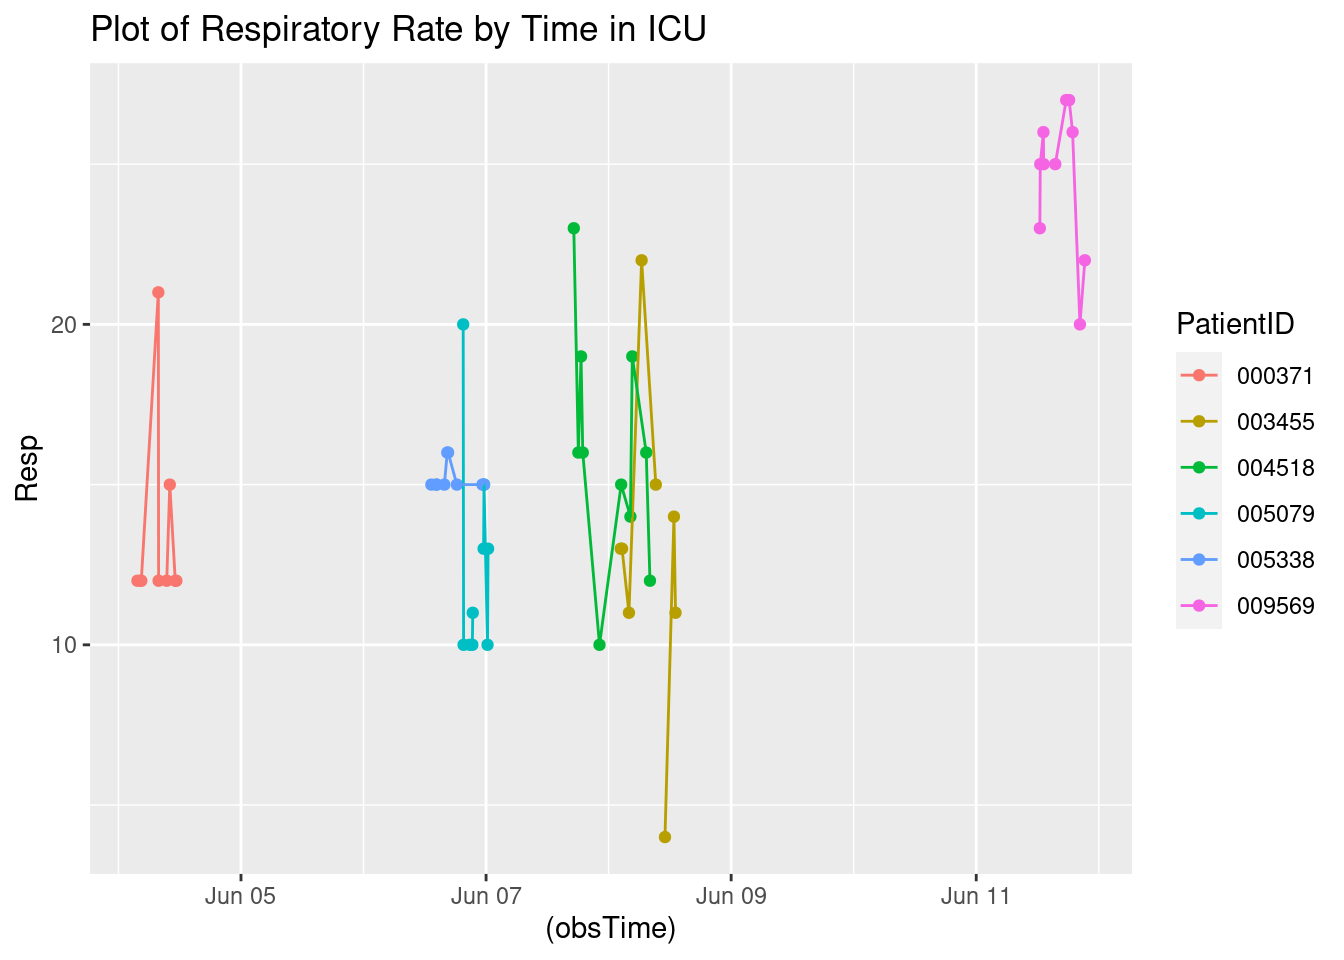 Plot of Respiratory Rate by Time in ICU
Resp
20
10
Jun 05
Jun 07
Jun 09
Jun 11
(obsTime)
PatientID
000371
003455
004518
005079
005338
009569